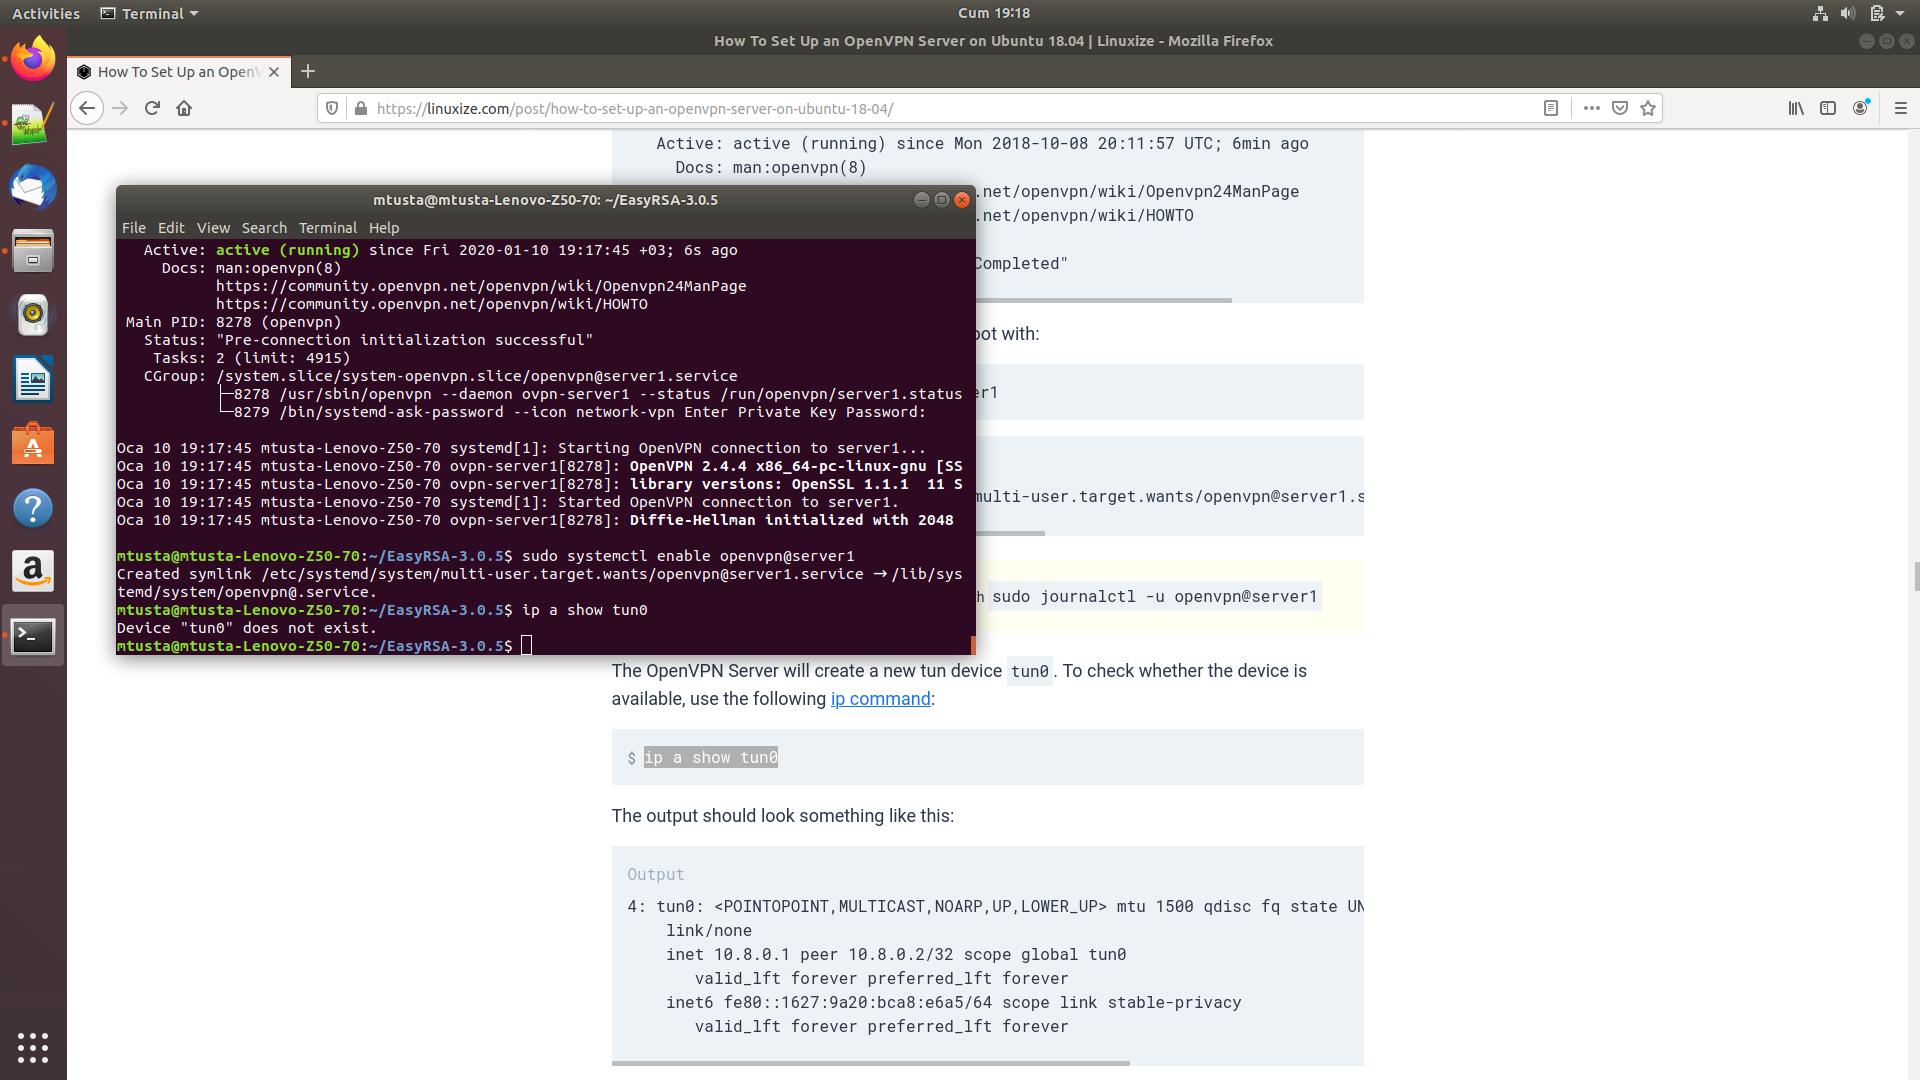 Activities
Terminal
Cum 19:18
How To Set Up an OpenVPN Server on Ubuntu 18.04 | Linuxize - Mozilla Firefox
How To Set Up an OpenV
https://linuxize.com/post/how-to-set-up-an-openvpn-server-on-ubuntu-18-04/
Active: active (running) since Mon 2018-10-08 20:11:57 UTC; 6min ago
Docs: man:openvpn(8)
.net/openvpn/wiki/Openvpn24ManPage
.net/openvpn/wiki/HOWTO
Completed"
oot with:
er1
multi-user.target.wants/openvpn@server1.s
th sudo journalctl -u openvpn@server1
mtusta@mtusta-Lenovo-Z50-70: ~/EasyRSA-3.0.5
File Edit View Search Terminal Help
Active: active (running) since Fri 2020-01-10 19:17:45 +03; 6s ago
Docs: man:openvpn(8)
https://community.openvpn.net/openvpn/wiki/Openvpn24ManPage
https://community.openvpn.net/openvpn/wiki/HOWTO
Main PID: 8278 (openvpn)
Status: "Pre-connection initialization successful"
Tasks: 2 (limit: 4915)
CGroup: /system.slice/system-openvpn.slice/openvpn@server1.service
├─8278 /usr/sbin/openvpn --daemon ovpn-server1 --status /run/openvpn/server1.status
└─8279 /bin/systemd-ask-password --icon network-vpn Enter Private Key Password:
Oca 10 19:17:45 mtusta-Lenovo-Z50-70 systemd[1]: Starting OpenVPN connection to server1...
Oca 10 19:17:45 mtusta-Lenovo-Z50-70 ovpn-server1[8278]: OpenVPN 2.4.4 x86_64-pc-linux-gnu [SS
Oca 10 19:17:45 mtusta-Lenovo-Z50-70 ovpn-server1[8278]: library versions: OpenSSL 1.1.1  11 S
Oca 10 19:17:45 mtusta-Lenovo-Z50-70 systemd[1]: Started OpenVPN connection to server1.
Oca 10 19:17:45 mtusta-Lenovo-Z50-70 ovpn-server1[8278]: Diffie-Hellman initialized with 2048
mtusta@mtusta-Lenovo-Z50-70:~/EasyRSA-3.0.5$ sudo systemctl enable openvpn@server1
Created symlink /etc/systemd/system/multi-user.target.wants/openvpn@server1.service → /lib/sys
temd/system/openvpn@.service.
mtusta@mtusta-Lenovo-Z50-70:~/EasyRSA-3.0.5$ ip a show tun0
Device "tun0" does not exist.
mtusta@mtusta-Lenovo-Z50-70:~/EasyRSA-3.0.5$
The OpenVPN Server will create a new tun device tun0. To check whether the device is
available, use the following ip command:
$ ip a show tun0
The output should look something like this:
Output
4: tun0: <POINTOPOINT,MULTICAST,NOARP,UP,LOWER_UP> mtu 1500 qdisc fq state UN
link/none
inet 10.8.0.1 peer 10.8.0.2/32 scope global tun0
valid_lft forever preferred_lft forever
inet6 fe80::1627:9a20:bca8:e6a5/64 scope link stable-privacy
valid_lft forever preferred_lft forever